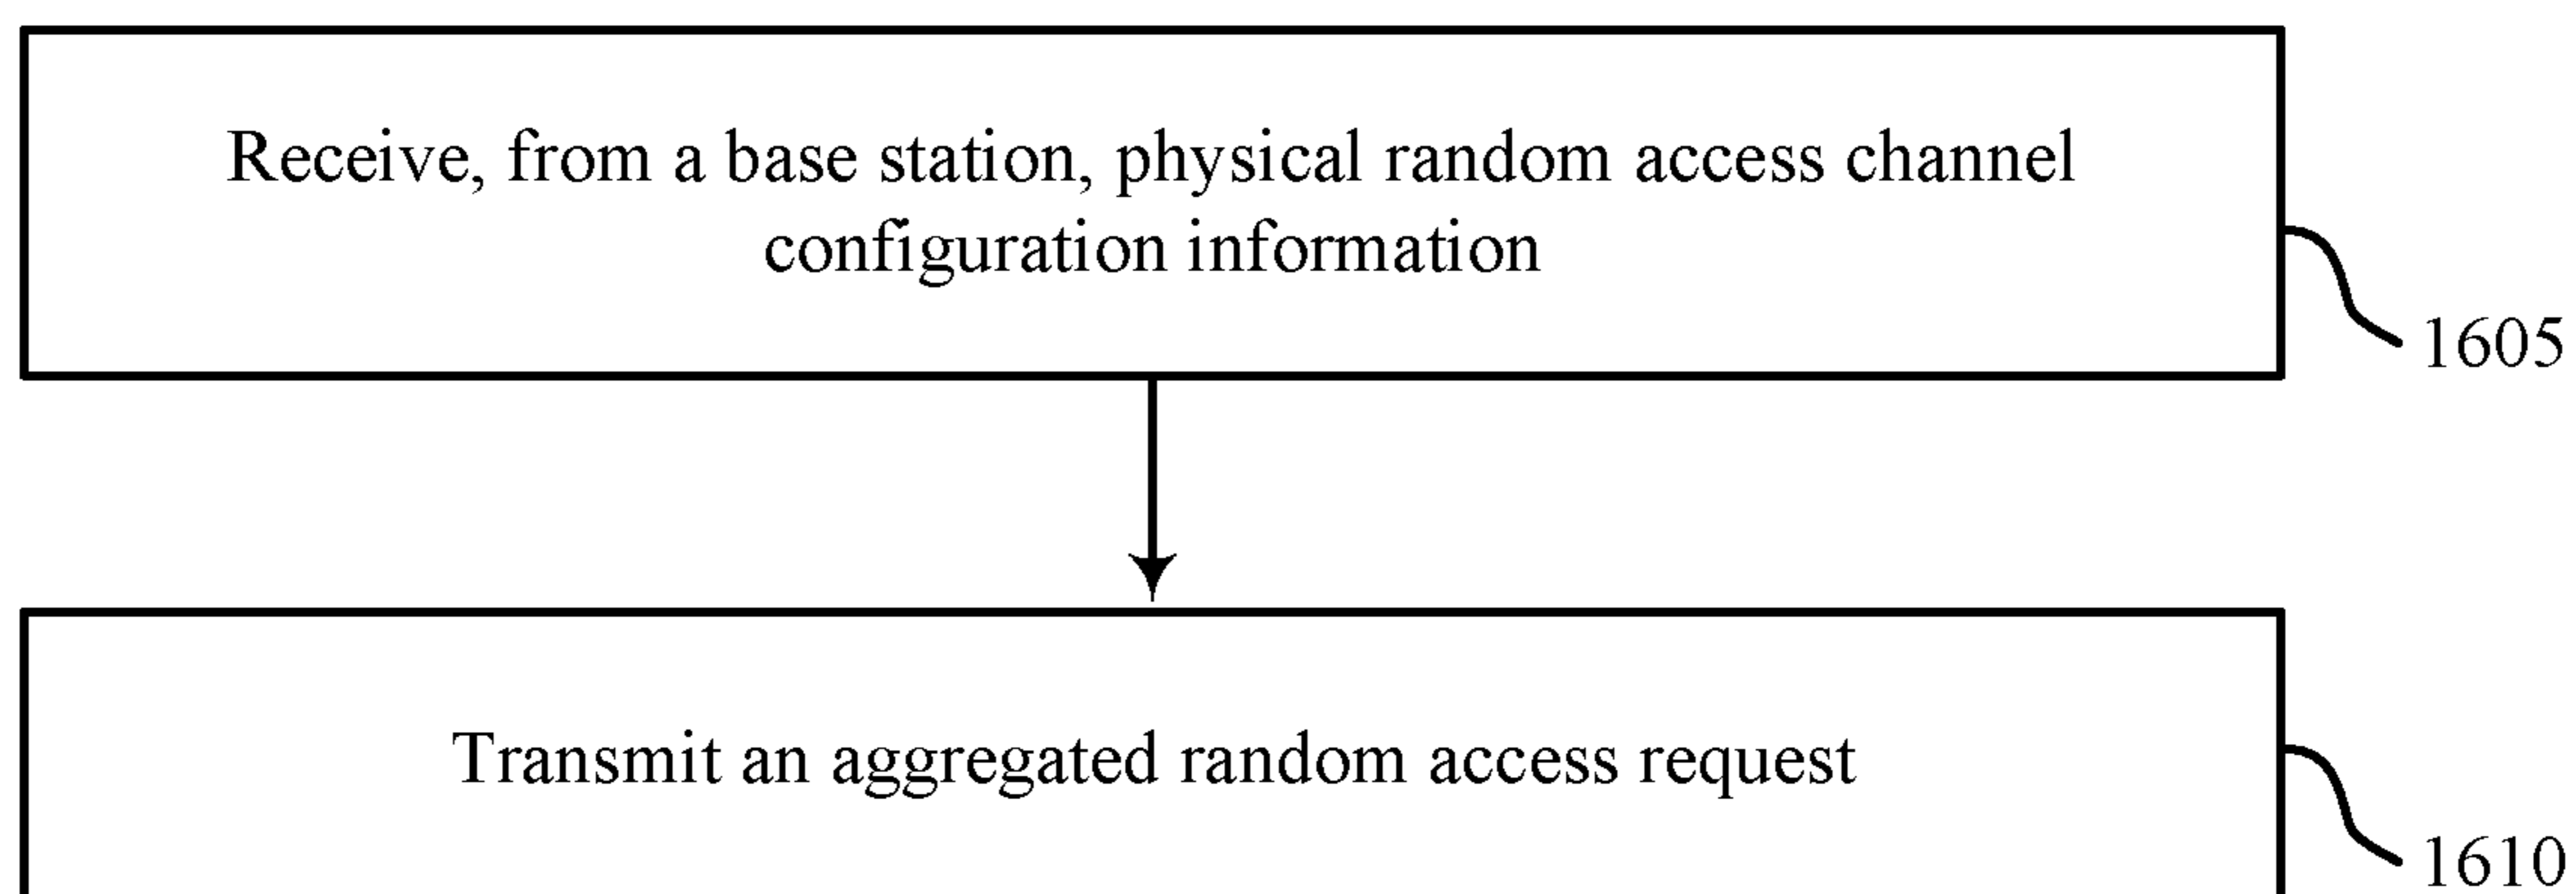 Receive, from a base station, physical random access channel
configuration information
1605
Transmit an aggregated random access request
1610